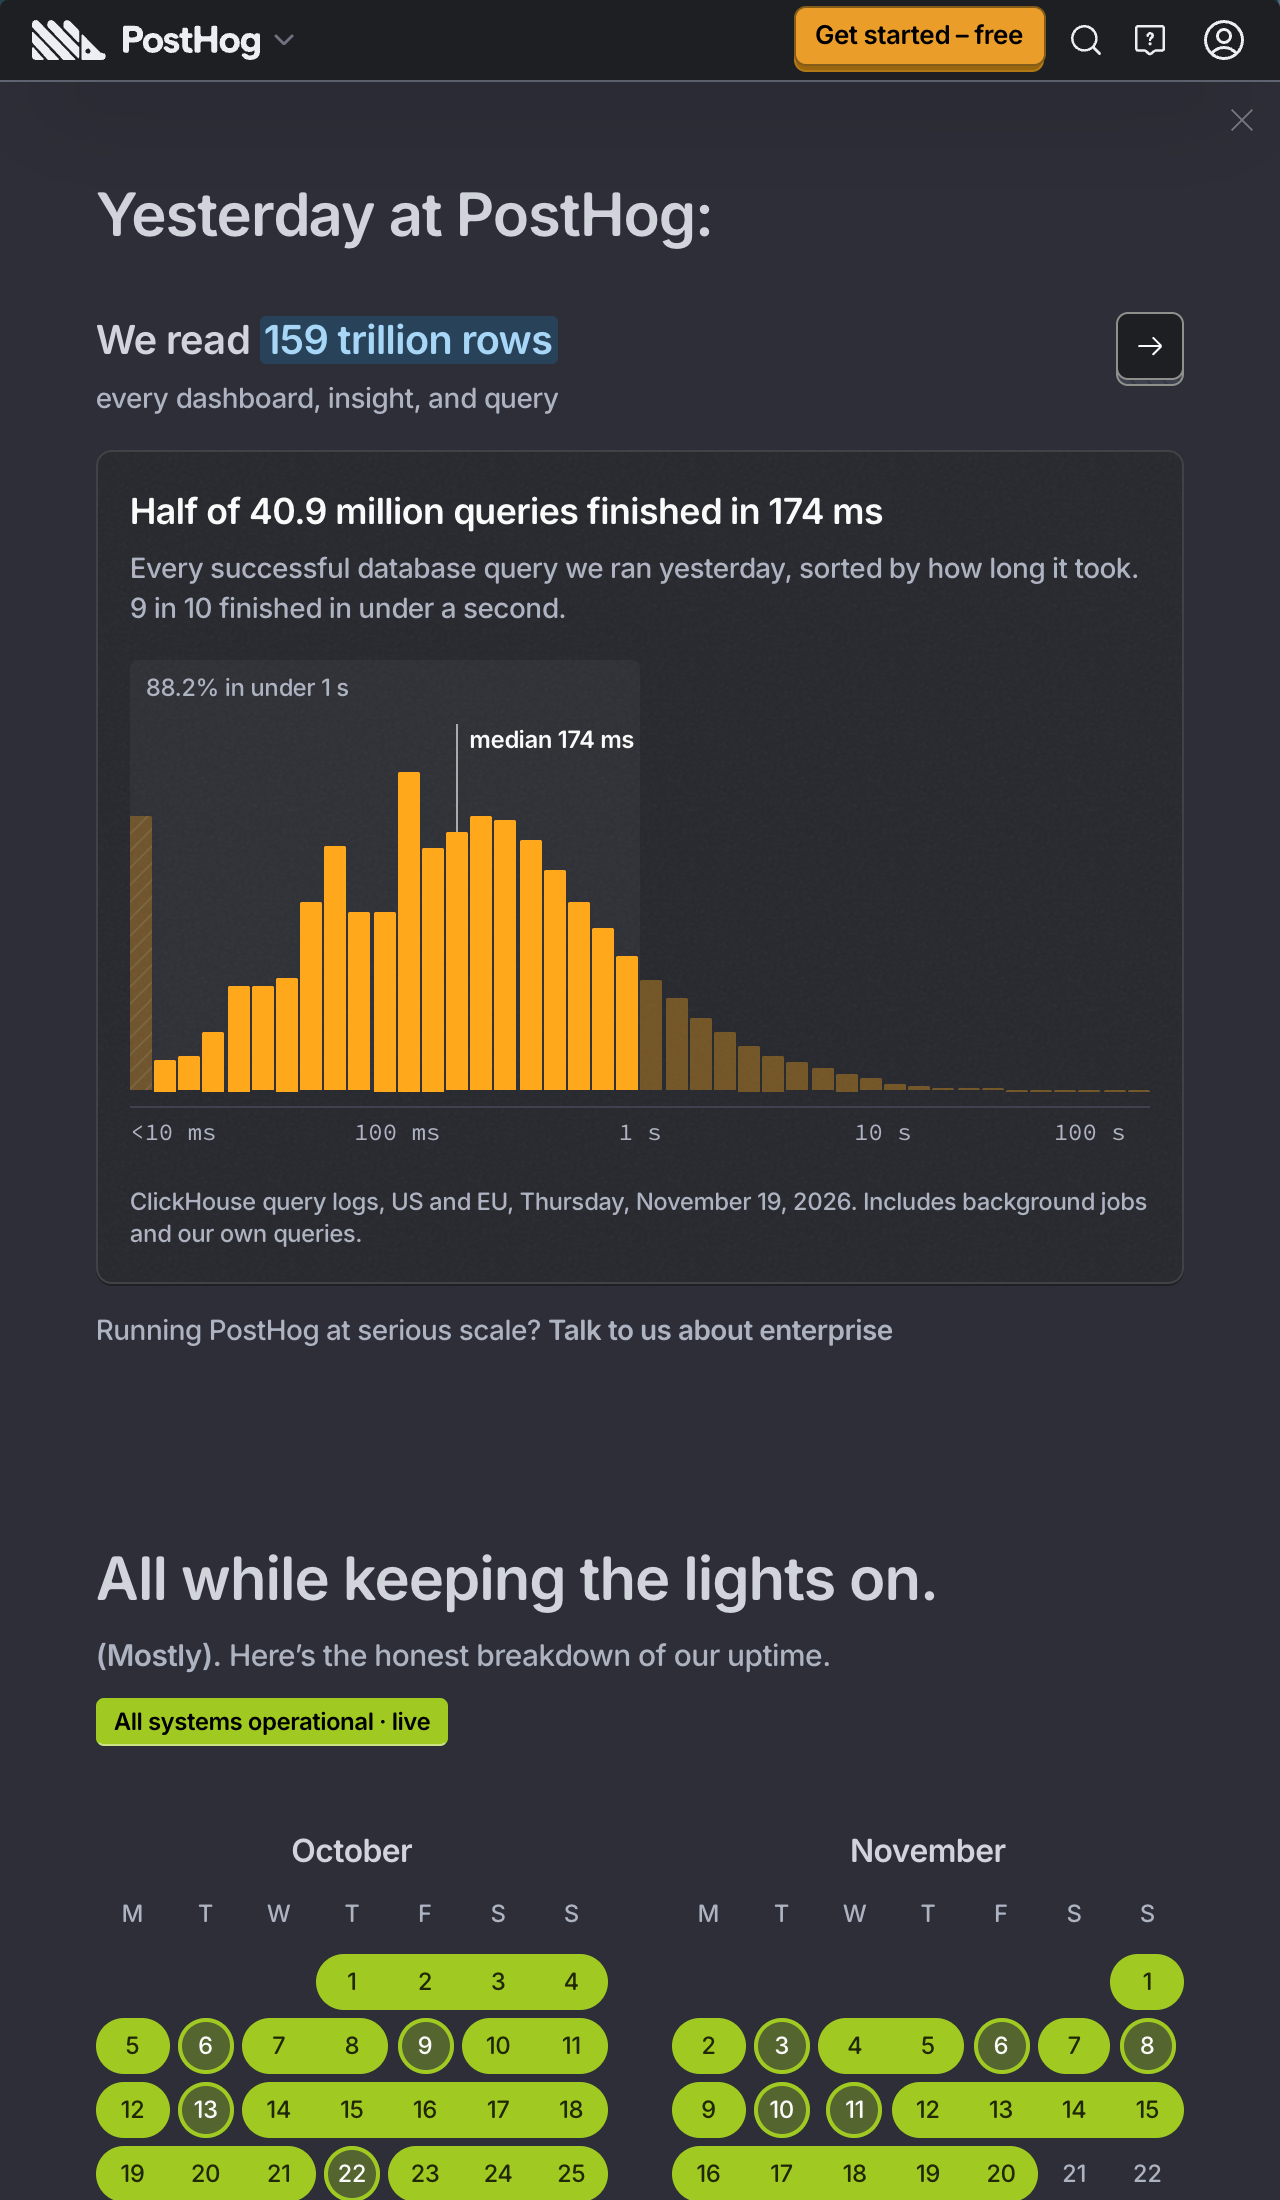 PostHog
Get started – free
Yesterday at PostHog:
We read 159 trillion rows
every dashboard, insight, and query
Half of 40.9 million queries finished in 174 ms
Every successful database query we ran yesterday, sorted by how long it took.
9 in 10 finished in under a second.
88.2% in under 1 s
median 174 ms
<10 ms 100 ms 1 s 10 s 100 s
ClickHouse query logs, US and EU, Thursday, November 19, 2026. Includes background jobs
and our own queries.
Running PostHog at serious scale? Talk to us about enterprise
All while keeping the lights on.
(Mostly). Here’s the honest breakdown of our uptime.
All systems operational · live
October
M T W T F S S
1 2 3 4
5 6 7 8 9 10 11
12 13 14 15 16 17 18
19 20 21 22 23 24 25
November
M T W T F S S
1
2 3 4 5 6 7 8
9 10 11 12 13 14 15
16 17 18 19 20 21 22